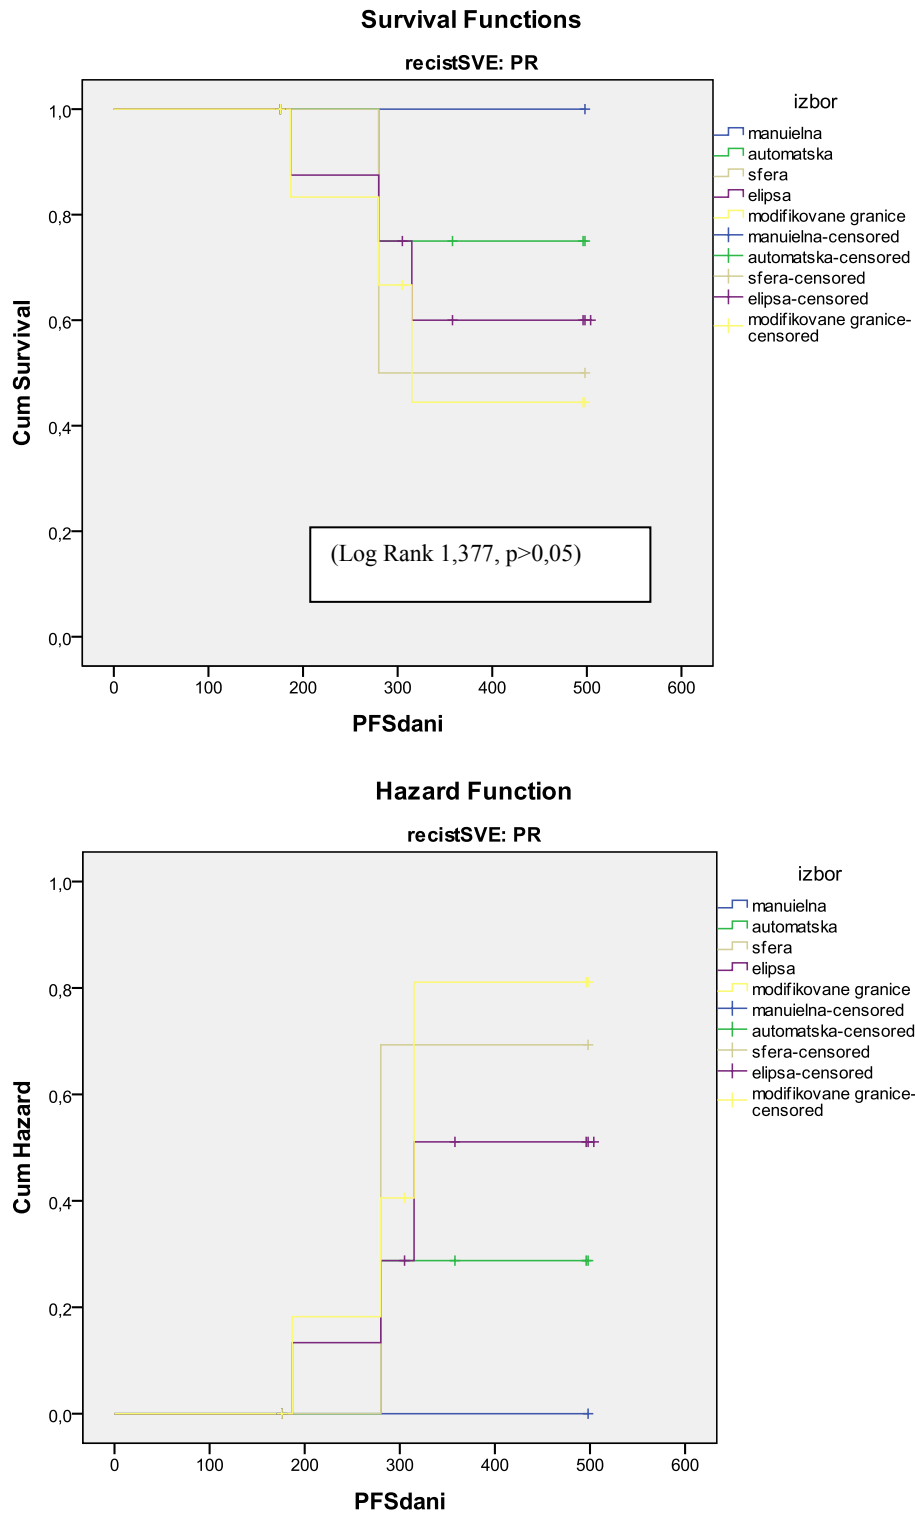 Survival Functions
recistSVE: PR
Cum Survival
1,0
0,8
0,6
0,4
0,2
0,0
(Log Rank 1,377, p>0,05)
0 100 200 300 400 500 600
PFSdani
izbor
manuielna
automatska
sfera
elipsa
modifikovane granice
manuielna-censored
automatska-censored
sfera-censored
elipsa-censored
modifikovane granice-
censored
Hazard Function
recistSVE: PR
Cum Hazard
1,0
0,8
0,6
0,4
0,2
0,0
0 100 200 300 400 500 600
PFSdani
izbor
manuielna
automatska
sfera
elipsa
modifikovane granice
manuielna-censored
automatska-censored
sfera-censored
elipsa-censored
modifikovane granice-
censored